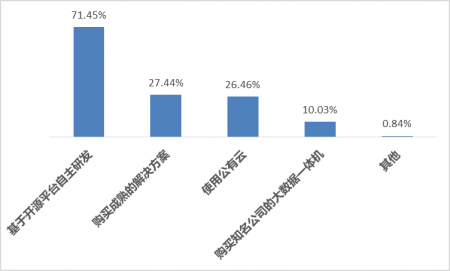 71.45%
27.44%
26.46%
10.03%
0.84%
基于开源平台自主研发
购买成熟的解决方案
使用公有云
购买知名公司的大数据一体机
其他